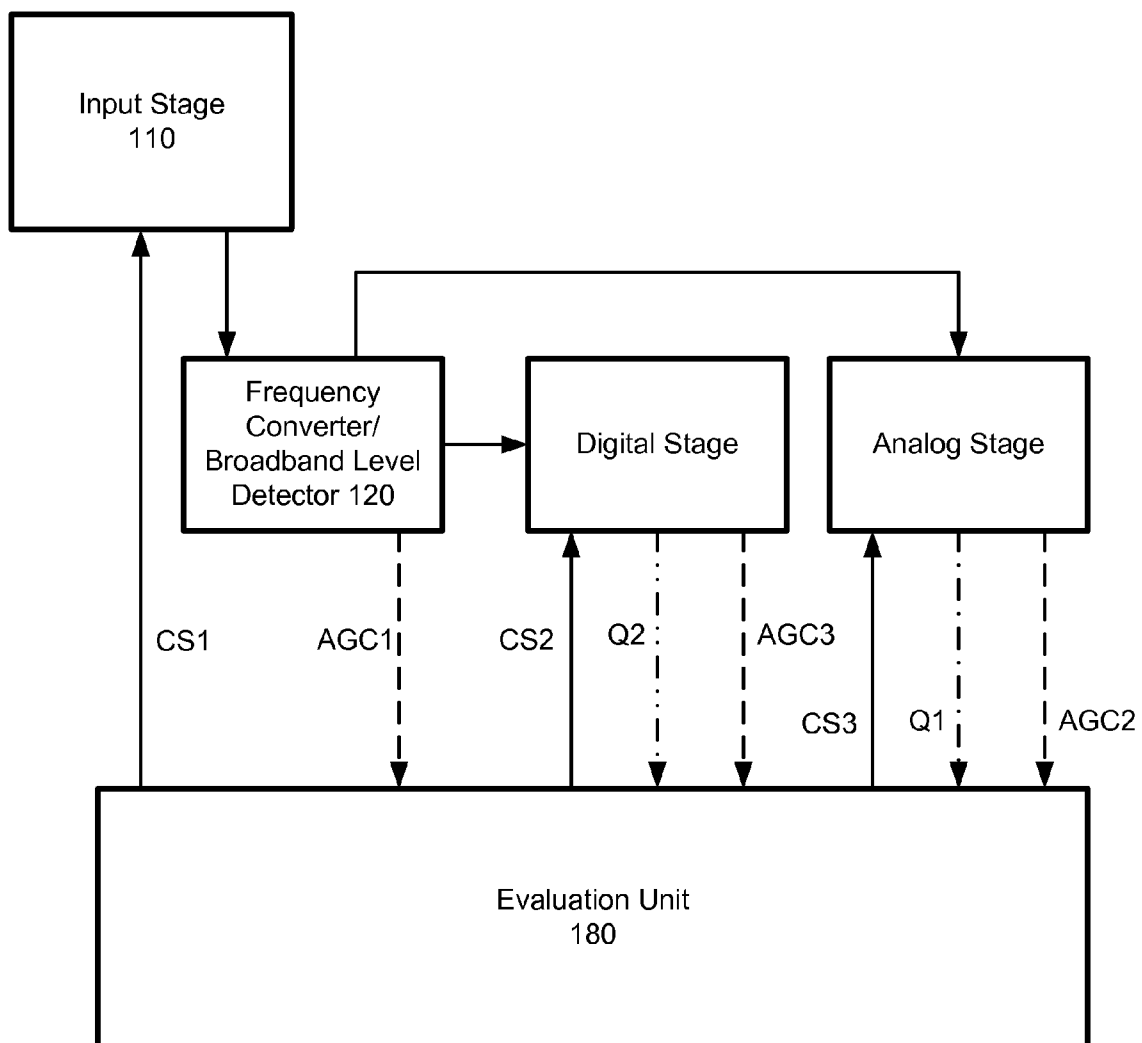 Input Stage
110
Frequency
Converter/
Broadband Level
Detector 120
Digital Stage
Analog Stage
CS1
AGC1
CS2
Q2
AGC3
CS3
Q1
AGC2
Evaluation Unit
180